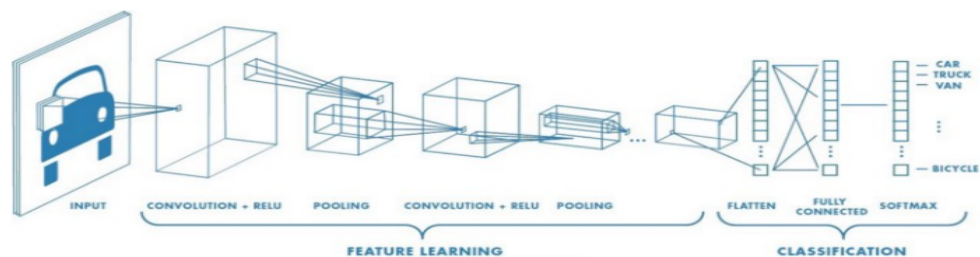 CAR
TRUCK
VAN
BICYCLE
INPUT CONVOLUTION + RELU POOLING CONVOLUTION + RELU POOLING FLATTEN FULLY CONNECTED SOFTMAX
FEATURE LEARNING CLASSIFICATION